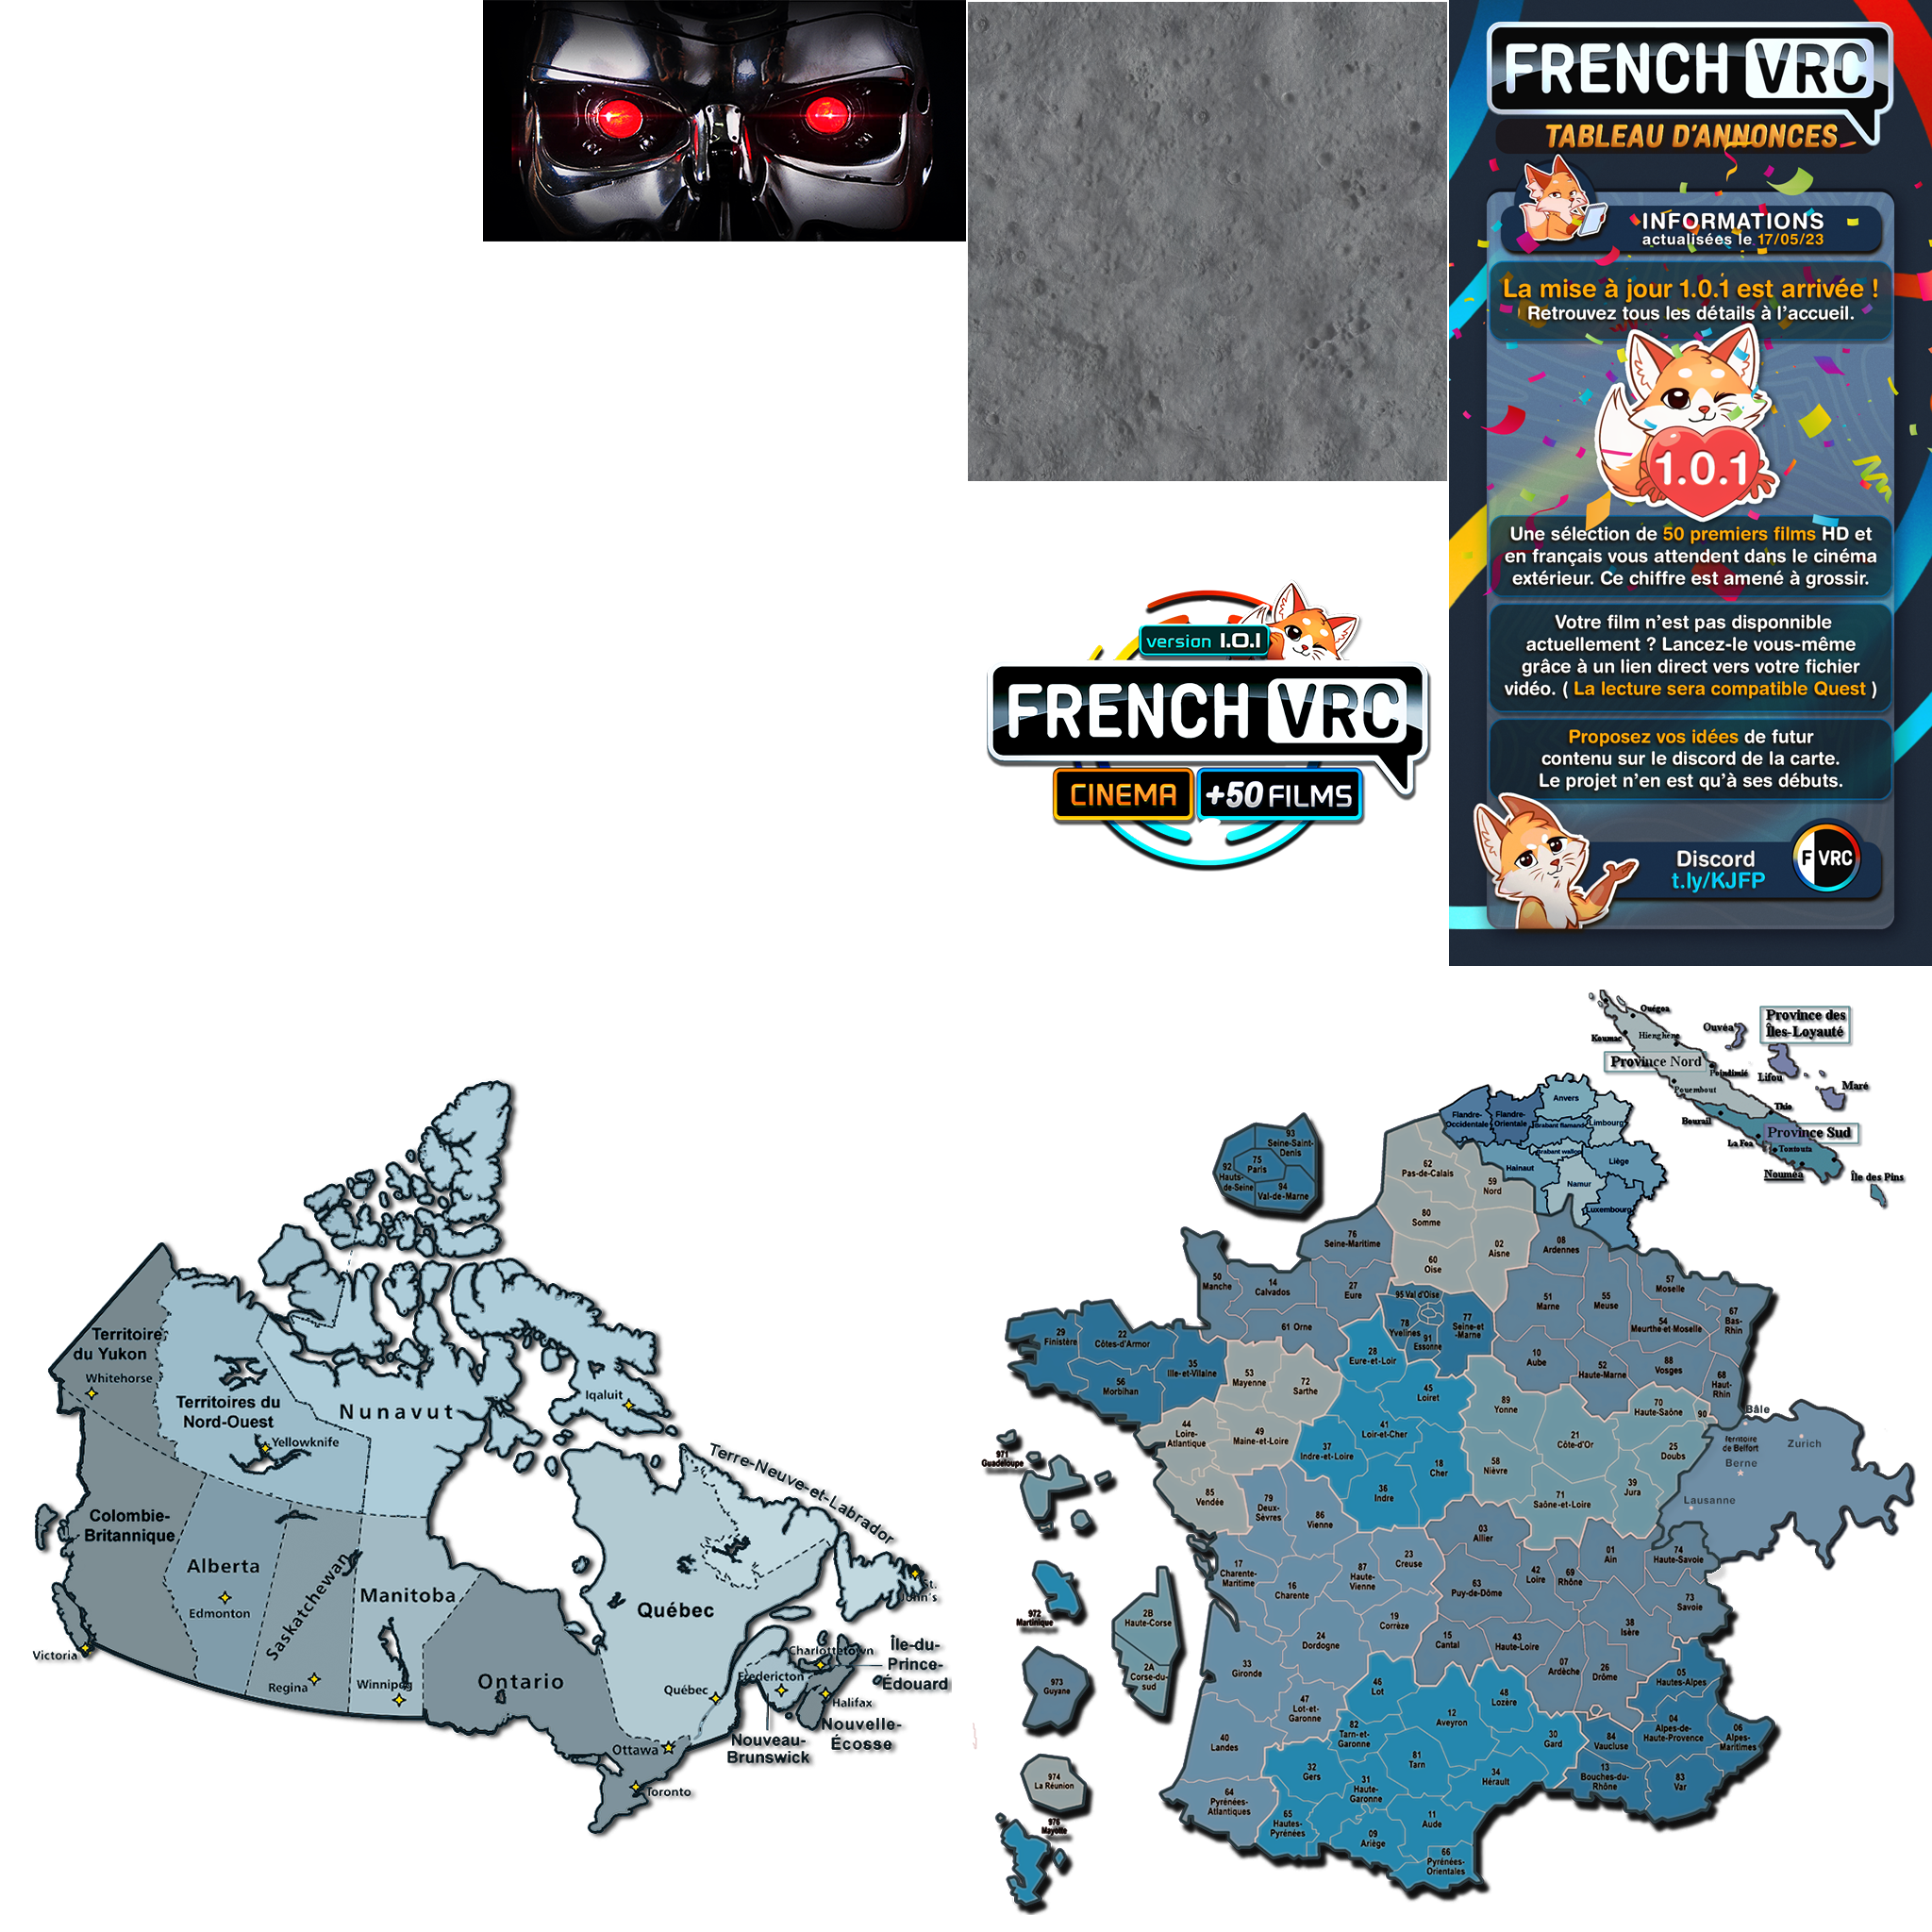 FRENCH VRC
TABLEAU D'ANNONCES
INFORMATIONS
actualisées le 17/05/23
La mise à jour 1.0.1 est arrivée !
Retrouvez tous les détails à l'accueil.
1.0.1
Une sélection de 50 premiers films HD et
en français vous attendent dans le cinéma
extérieur. Ce chiffre est amené à grossir.
Votre film n'est pas disponnible
actuellement ? Lancez-le vous-même
grâce à un lien direct vers votre fichier
vidéo. ( La lecture sera compatible Quest )
Proposez vos idées de futur
contenu sur le discord de la carte.
Le projet n'en est qu'à ses débuts.
Discord
t.ly/KJFP
F VRC
version 1.0.1
FRENCH VRC
CINEMA
+50 FILMS
Territoire
du Yukon
Whitehorse
Territoires du
Nord-Ouest
Yellowknife
Nunavut
Iqaluit
Terre-Neuve-et-Labrador
St.
John's
Colombie-
Britannique
Victoria
Alberta
Edmonton
Saskatchewan
Regina
Manitoba
Winnipeg
Ontario
Ottawa
Toronto
Québec
Québec
Charlottetown
Île-du-
Prince-
Édouard
Fredericton
Halifax
Nouvelle-
Écosse
Nouveau-
Brunswick
Ouégoa
Koumac
Hienghène
Ouvéa
Province des
Îles-Loyauté
Province Nord
Poindimié
Lifou
Maré
Pouembout
Thio
Bourail
Province Sud
La Foa
Tontouta
Nouméa
Île des Pins
Flandre-
Occidentale
Flandre-
Orientale
Anvers
Brabant flamand
Limbourg
Brabant wallon
Hainaut
Liège
Namur
Luxembourg
93
Seine-Saint-
Denis
75
Paris
92
Hauts-
de-Seine
94
Val-de-Marne
62
Pas-de-Calais
59
Nord
80
Somme
02
Aisne
60
Oise
76
Seine-Maritime
08
Ardennes
50
Manche
14
Calvados
27
Eure
61 Orne
95 Val d'Oise
78
Yvelines
91
Essonne
77
Seine-et
-Marne
51
Marne
55
Meuse
57
Moselle
54
Meurthe-et-Moselle
67
Bas-
Rhin
10
Aube
52
Haute-Marne
88
Vosges
68
Haut-
Rhin
29
Finistère
22
Côtes-d'Armor
35
Ille-et-Vilaine
56
Morbihan
53
Mayenne
72
Sarthe
44
Loire-
Atlantique
49
Maine-et-Loire
85
Vendée
28
Eure-et-Loir
45
Loiret
41
Loir-et-Cher
37
Indre-et-Loire
18
Cher
36
Indre
89
Yonne
21
Côte-d'Or
70
Haute-Saône
90
Territoire
de Belfort
25
Doubs
58
Nièvre
39
Jura
71
Saône-et-Loire
Bâle
Zurich
Berne
Lausanne
79
Deux-
Sèvres
86
Vienne
17
Charente-
Maritime
16
Charente
87
Haute-
Vienne
23
Creuse
19
Corrèze
24
Dordogne
33
Gironde
47
Lot-et-
Garonne
40
Landes
64
Pyrénées-
Atlantiques
03
Allier
63
Puy-de-Dôme
42
Loire
69
Rhône
01
Ain
74
Haute-Savoie
73
Savoie
38
Isère
15
Cantal
43
Haute-Loire
07
Ardèche
26
Drôme
46
Lot
48
Lozère
12
Aveyron
82
Tarn-et-
Garonne
81
Tarn
30
Gard
34
Hérault
32
Gers
31
Haute-
Garonne
65
Hautes-
Pyrénées
09
Ariège
11
Aude
66
Pyrénées-
Orientales
05
Hautes-Alpes
04
Alpes-de-
Haute-Provence
06
Alpes-
Maritimes
84
Vaucluse
13
Bouches-du-
Rhône
83
Var
971
Guadeloupe
972
Martinique
973
Guyane
974
La Réunion
976
Mayotte
2B
Haute-Corse
2A
Corse-du-
sud